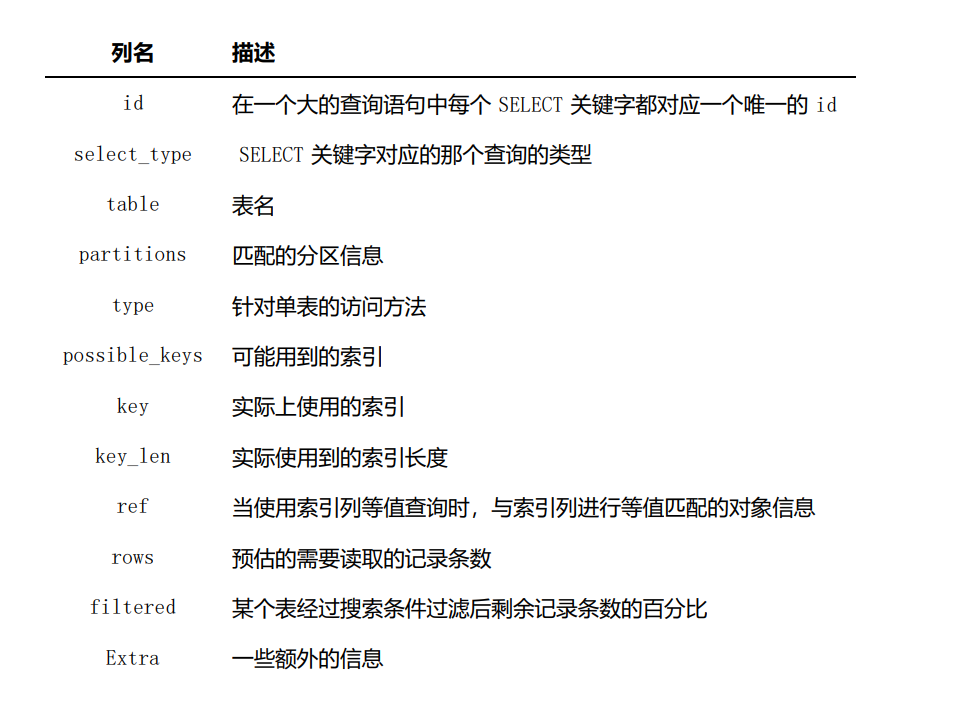 列名 描述
id 在一个大的查询语句中每个 SELECT 关键字都对应一个唯一的 id
select_type SELECT 关键字对应的那个查询的类型
table 表名
partitions 匹配的分区信息
type 针对单表的访问方法
possible_keys 可能用到的索引
key 实际上使用的索引
key_len 实际使用到的索引长度
ref 当使用索引列等值查询时，与索引列进行等值匹配的对象信息
rows 预估的需要读取的记录条数
filtered 某个表经过搜索条件过滤后剩余记录条数的百分比
Extra 一些额外的信息